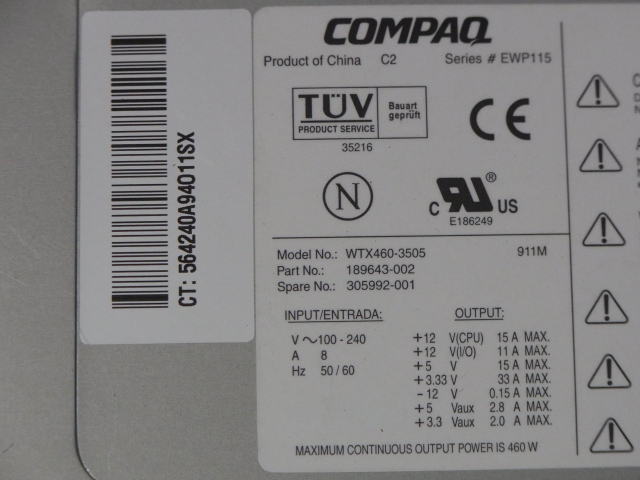 COMPAQ
Product of China C2 Series # EWP115
TÜV Bauart geprüft
PRODUCT SERVICE
35216
CE
N
C RU ® US
E186249
CT: 564240A94O11SX
Model No.: WTX460-3505 911M
Part No.: 189643-002
Spare No.: 305992-001
INPUT/ENTRADA: OUTPUT:
V ~100 - 240 +12 V(CPU) 15 A MAX.
A 8 +12 V(I/O) 11 A MAX.
Hz 50 / 60 +5 V 15 A MAX.
+3.33 V 33 A MAX.
- 12 V 0.15 A MAX.
+5 Vaux 2.8 A MAX.
+3.3 Vaux 2.0 A MAX.
MAXIMUM CONTINUOUS OUTPUT POWER IS 460 W